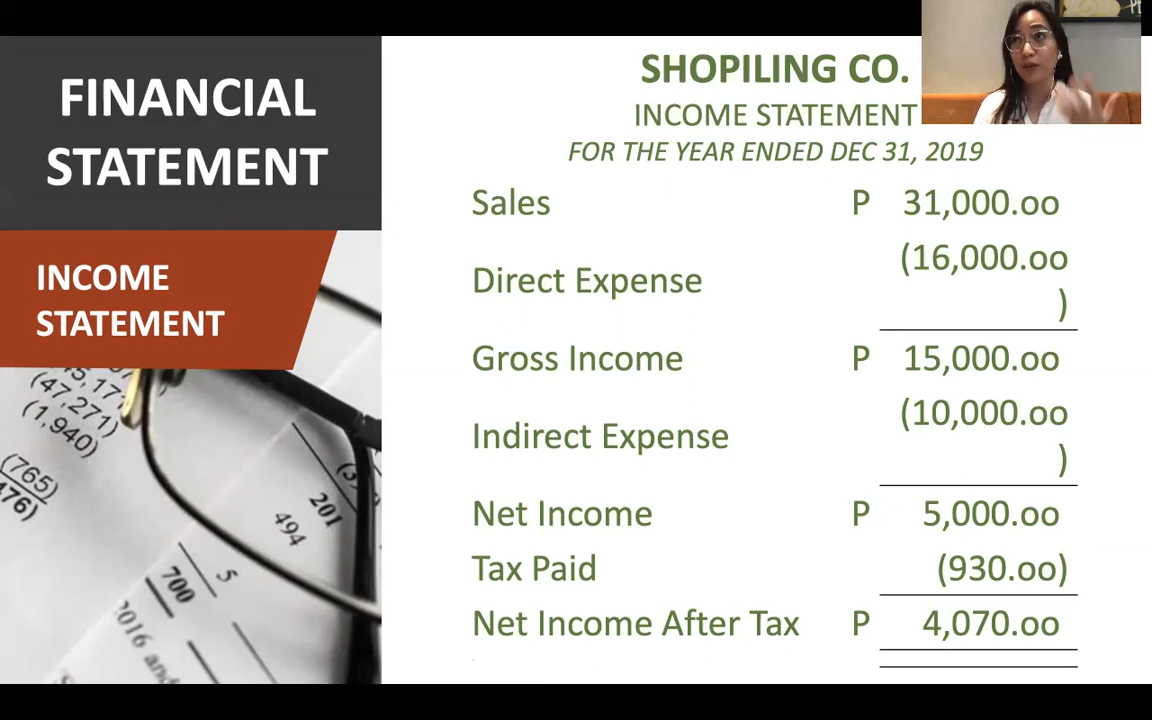 FINANCIAL
STATEMENT
INCOME
STATEMENT
SHOPILING CO.
INCOME STATEMENT
FOR THE YEAR ENDED DEC 31, 2019
Sales P 31,000.oo
Direct Expense (16,000.oo
)
Gross Income P 15,000.oo
Indirect Expense (10,000.oo
)
Net Income P 5,000.oo
Tax Paid (930.oo)
Net Income After Tax P 4,070.oo
(47,271)
(1,940)
(765)
201
494
5
700
2016 and